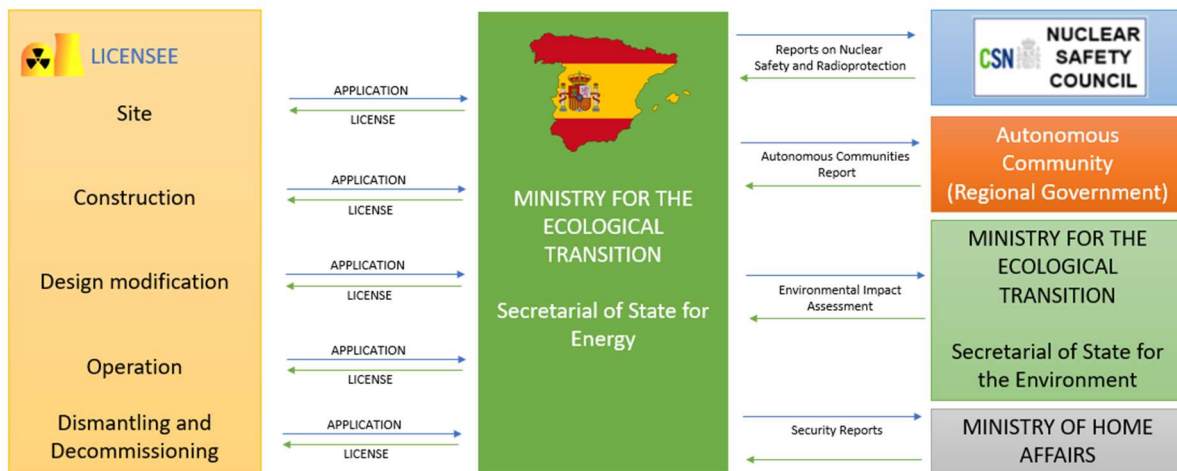 LICENSEE
Site
Construction
Design modification
Operation
Dismantling and
Decommissioning
APPLICATION
LICENSE
APPLICATION
LICENSE
APPLICATION
LICENSE
APPLICATION
LICENSE
APPLICATION
LICENSE
MINISTRY FOR THE
ECOLOGICAL
TRANSITION
Secretarial of State for
Energy
Reports on Nuclear
Safety and Radioprotection
Autonomous Communities
Report
Environmental Impact
Assessment
Security Reports
CSN
NUCLEAR
SAFETY
COUNCIL
Autonomous
Community
(Regional Government)
MINISTRY FOR THE
ECOLOGICAL
TRANSITION
Secretarial of State for
the Environment
MINISTRY OF HOME
AFFAIRS